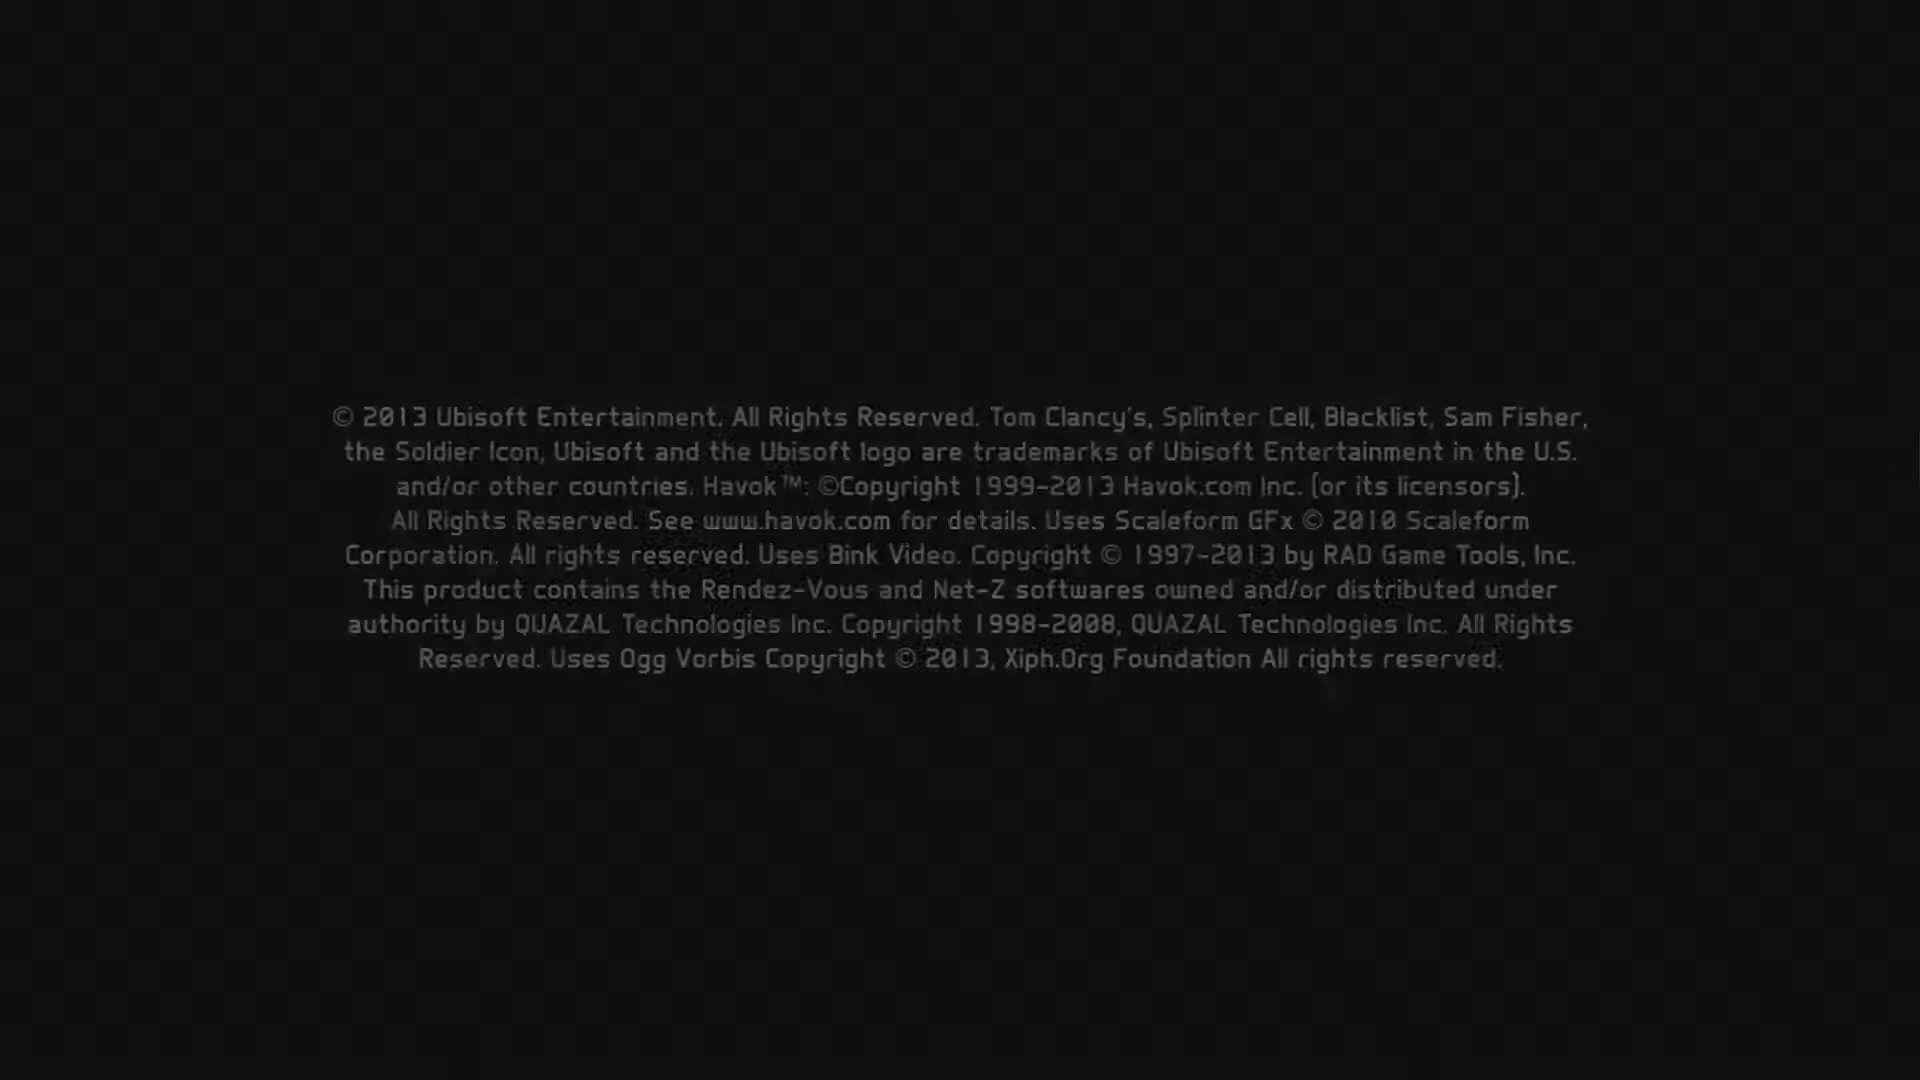 © 2013 Ubisoft Entertainment. All Rights Reserved. Tom Clancy's, Splinter Cell, Blacklist, Sam Fisher,
the Soldier Icon, Ubisoft and the Ubisoft logo are trademarks of Ubisoft Entertainment in the U.S.
and/or other countries. Havok™: ©Copyright 1999-2013 Havok.com Inc. (or its licensors).
All Rights Reserved. See www.havok.com for details. Uses Scaleform GFx © 2010 Scaleform
Corporation. All rights reserved. Uses Bink Video. Copyright © 1997-2013 by RAD Game Tools, Inc.
This product contains the Rendez-Vous and Net-Z softwares owned and/or distributed under
authority by QUAZAL Technologies Inc. Copyright 1998-2008, QUAZAL Technologies Inc. All Rights
Reserved. Uses Ogg Vorbis Copyright © 2013, Xiph.Org Foundation All rights reserved.